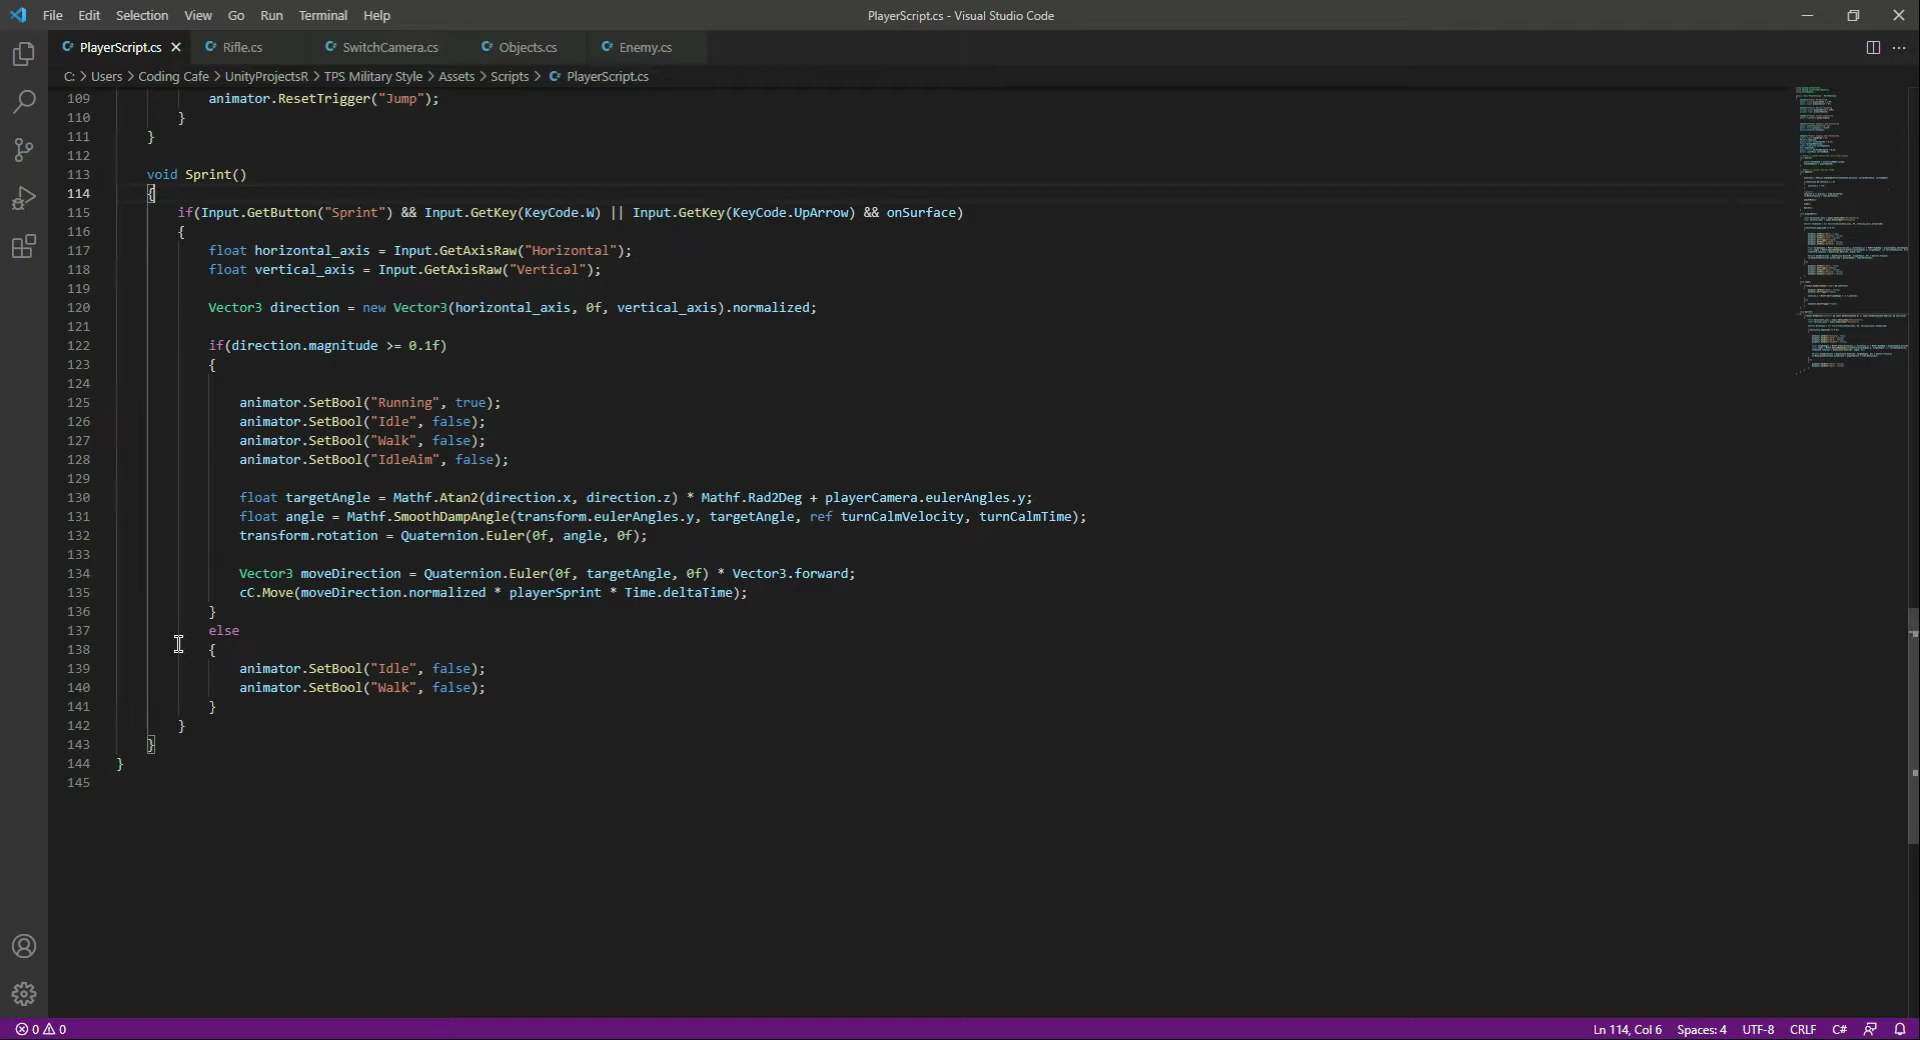 File Edit Selection View Go Run Terminal Help PlayerScript.cs - Visual Studio Code
PlayerScript.cs Rifle.cs SwitchCamera.cs Objects.cs Enemy.cs
C: > Users > Coding Cafe > UnityProjectsR > TPS Military Style > Assets > Scripts > PlayerScript.cs
109 animator.ResetTrigger("Jump");
110 }
111 }
112
113 void Sprint()
114 {
115 if(Input.GetButton("Sprint") && Input.GetKey(KeyCode.W) || Input.GetKey(KeyCode.UpArrow) && onSurface)
116 {
117 float horizontal_axis = Input.GetAxisRaw("Horizontal");
118 float vertical_axis = Input.GetAxisRaw("Vertical");
119
120 Vector3 direction = new Vector3(horizontal_axis, 0f, vertical_axis).normalized;
121
122 if(direction.magnitude >= 0.1f)
123 {
124
125 animator.SetBool("Running", true);
126 animator.SetBool("Idle", false);
127 animator.SetBool("Walk", false);
128 animator.SetBool("IdleAim", false);
129
130 float targetAngle = Mathf.Atan2(direction.x, direction.z) * Mathf.Rad2Deg + playerCamera.eulerAngles.y;
131 float angle = Mathf.SmoothDampAngle(transform.eulerAngles.y, targetAngle, ref turnCalmVelocity, turnCalmTime);
132 transform.rotation = Quaternion.Euler(0f, angle, 0f);
133
134 Vector3 moveDirection = Quaternion.Euler(0f, targetAngle, 0f) * Vector3.forward;
135 cC.Move(moveDirection.normalized * playerSprint * Time.deltaTime);
136 }
137 else
138 {
139 animator.SetBool("Idle", false);
140 animator.SetBool("Walk", false);
141 }
142 }
143 }
144 }
145
0 0 Ln 114, Col 6 Spaces: 4 UTF-8 CRLF C#